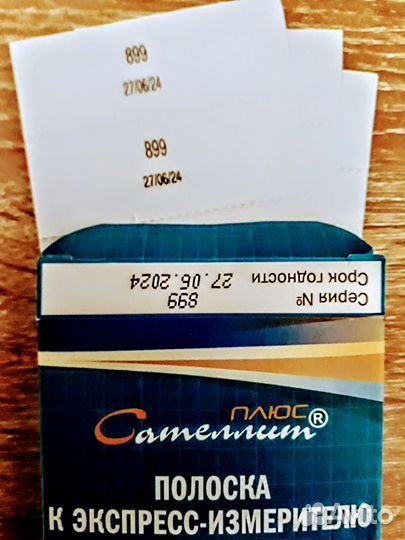 899
27/06/24
899
27/06/24
Серия № 899
Срок годности 27.06.2024
ПЛЮС
Сателлит®
ПОЛОСКА
К ЭКСПРЕСС-ИЗМЕРИТЕЛЮ
Avito